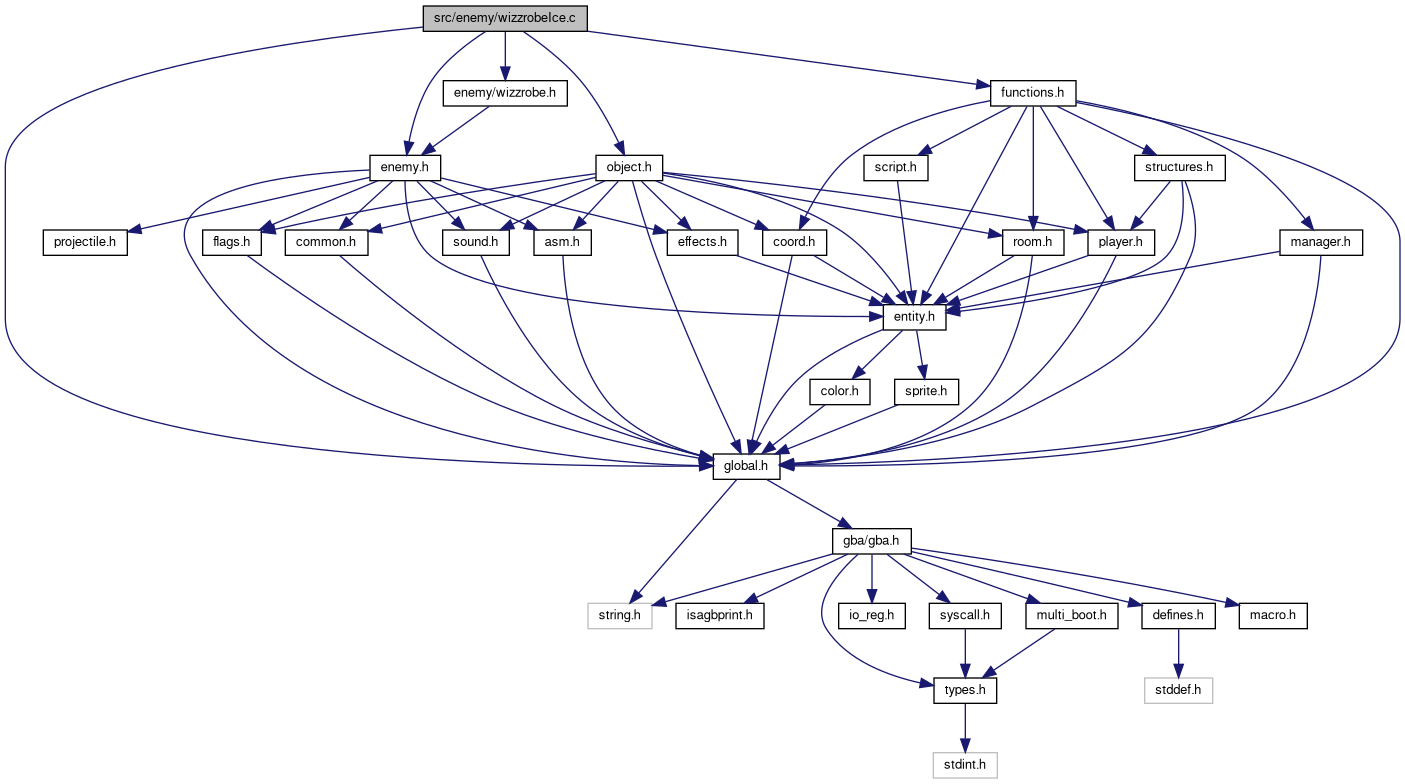 src/enemy/wizzrobeIce.c
enemy/wizzrobe.h
functions.h
enemy.h
object.h
script.h
structures.h
projectile.h
flags.h
common.h
sound.h
asm.h
effects.h
coord.h
room.h
player.h
manager.h
entity.h
color.h
sprite.h
global.h
gba/gba.h
string.h
isagbprint.h
io_reg.h
syscall.h
multi_boot.h
defines.h
macro.h
types.h
stddef.h
stdint.h